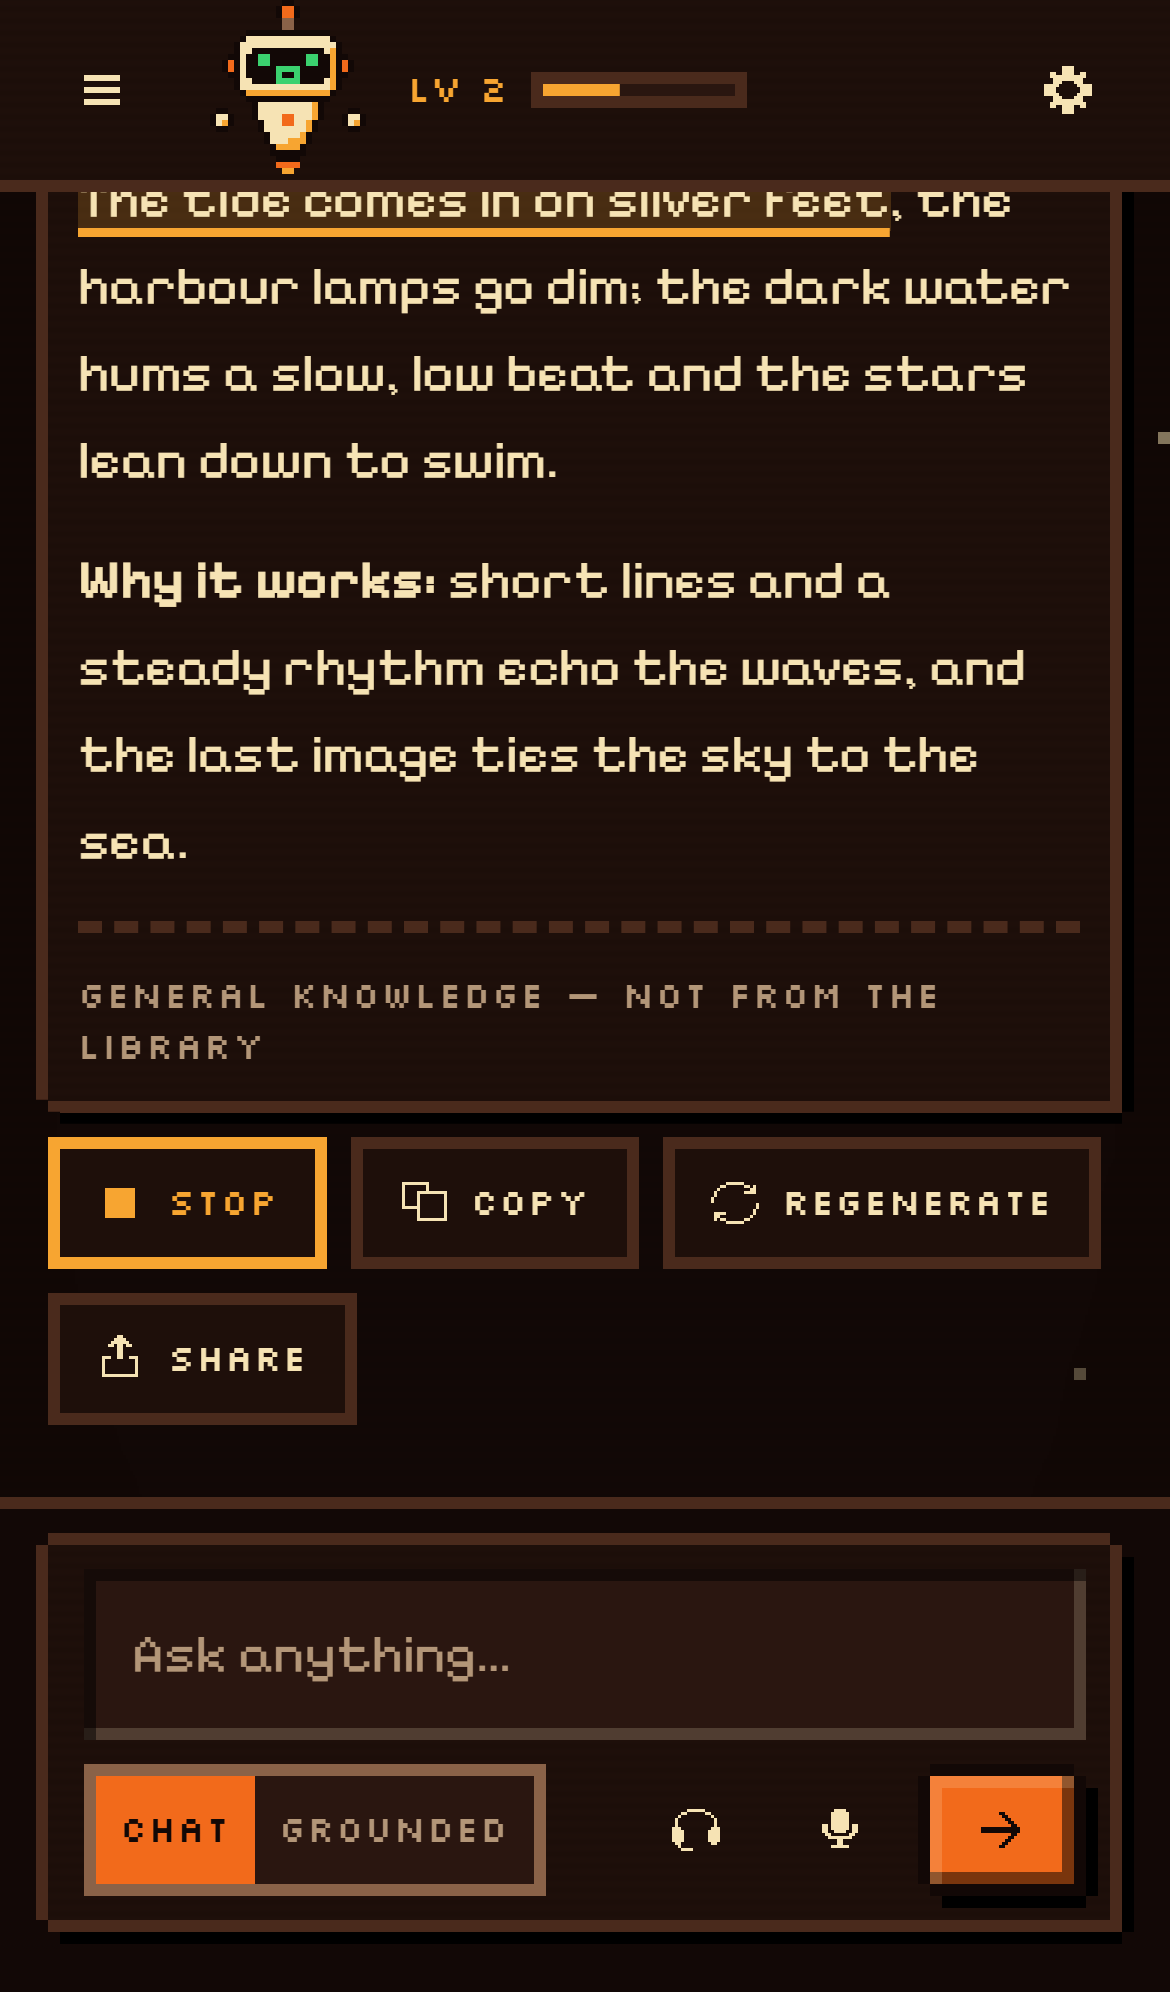 LV 2
The tide comes in on silver feet, the
harbour lamps go dim; the dark water
hums a slow, low beat and the stars
lean down to swim.
Why it works: short lines and a
steady rhythm echo the waves, and
the last image ties the sky to the
sea.
GENERAL KNOWLEDGE — NOT FROM THE
LIBRARY
STOP COPY REGENERATE
SHARE
Ask anything...
CHAT GROUNDED